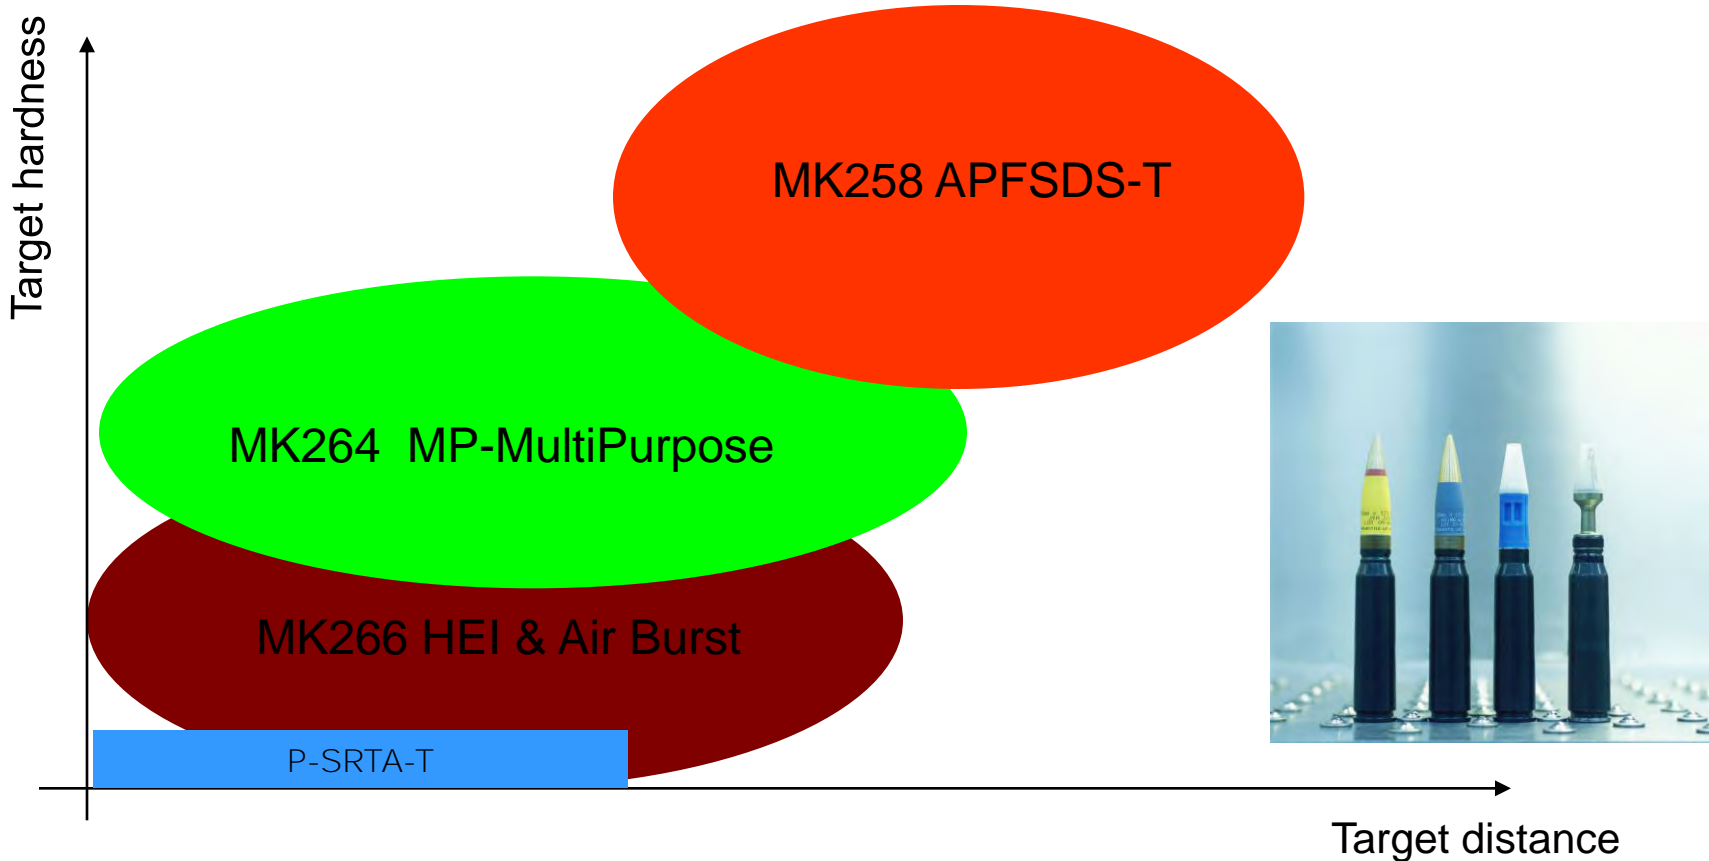 Target hardness
MK258 APFSDS-T
MK264 MP-MultiPurpose
MK266 HEI & Air Burst
P-SRTA-T
Target distance